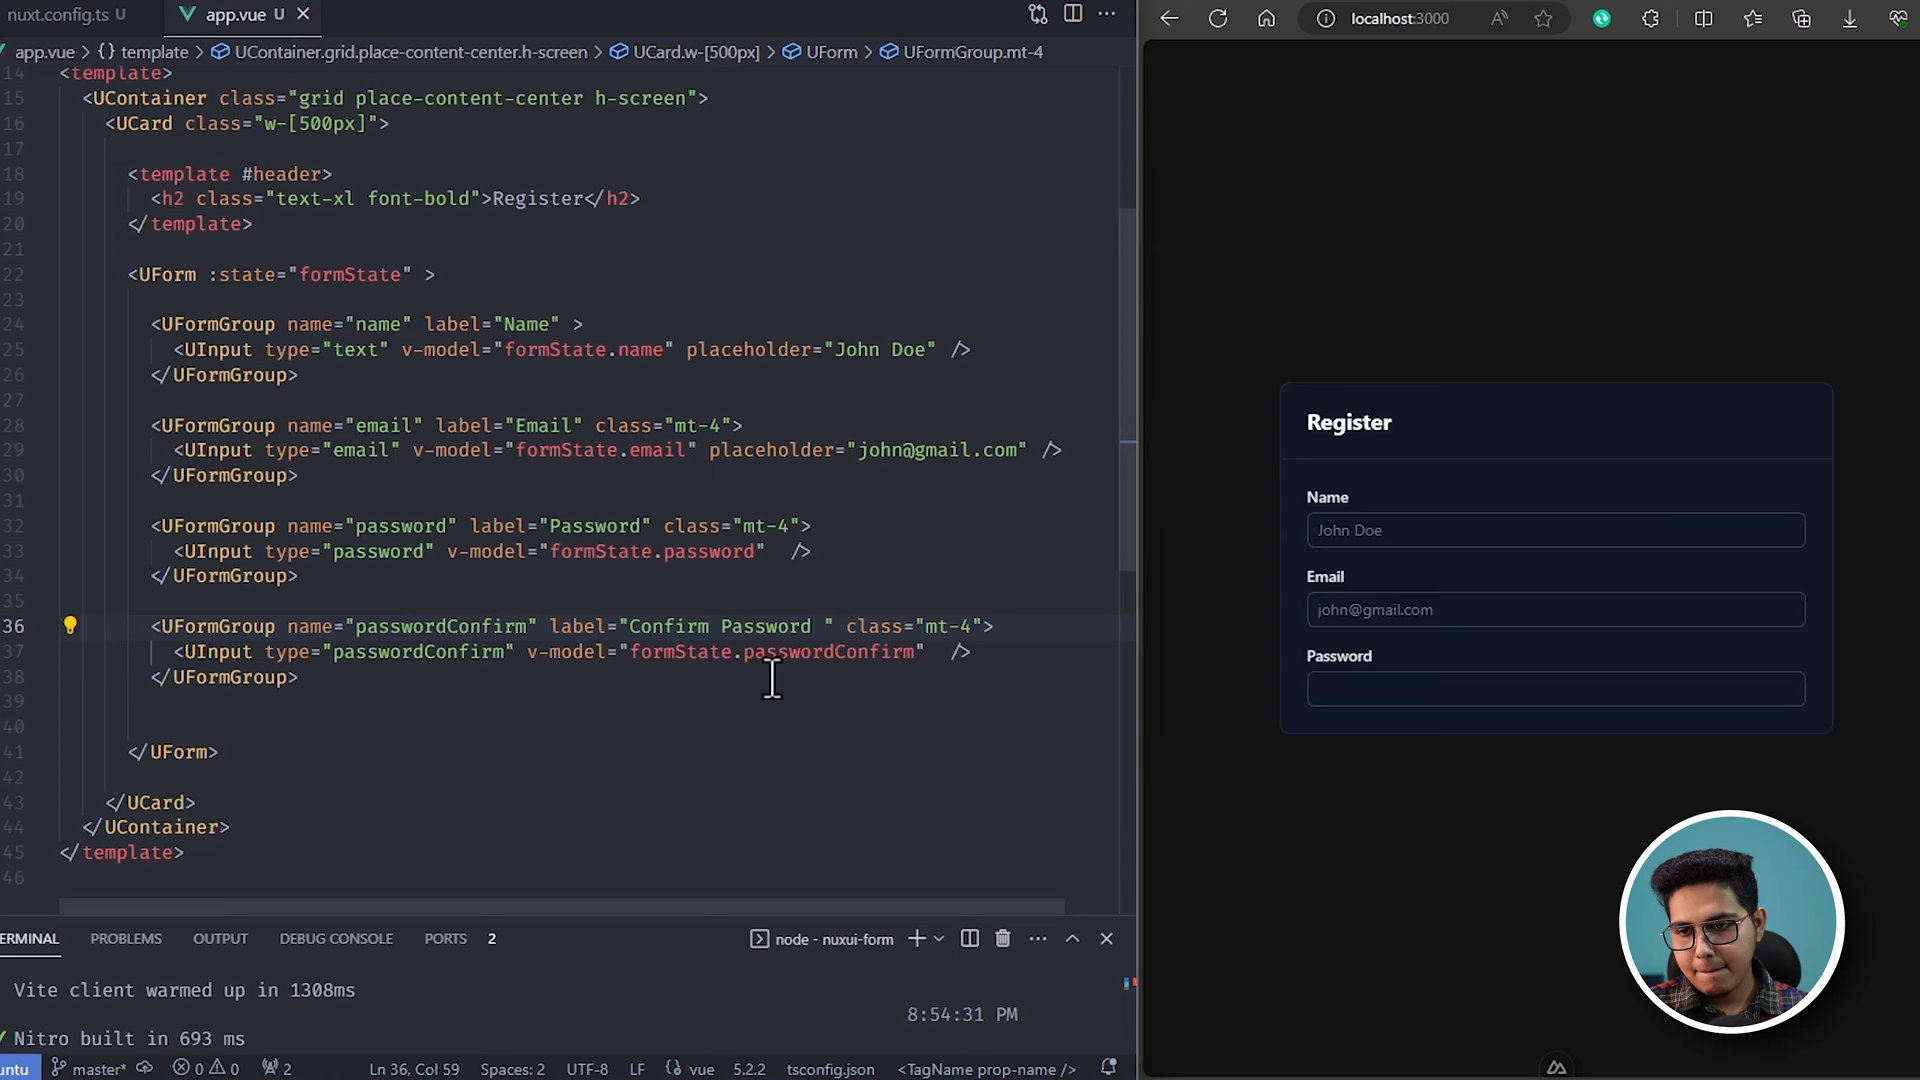 nuxt.config.ts U
app.vue U
app.vue > {} template > UContainer.grid.place-content-center.h-screen > UCard.w-[500px] > UForm > UFormGroup.mt-4
14 <template>
15 <UContainer class="grid place-content-center h-screen">
16 <UCard class="w-[500px]">
17
18 <template #header>
19 <h2 class="text-xl font-bold">Register</h2>
20 </template>
21
22 <UForm :state="formState" >
23
24 <UFormGroup name="name" label="Name" >
25 <UInput type="text" v-model="formState.name" placeholder="John Doe" />
26 </UFormGroup>
27
28 <UFormGroup name="email" label="Email" class="mt-4">
29 <UInput type="email" v-model="formState.email" placeholder="john@gmail.com" />
30 </UFormGroup>
31
32 <UFormGroup name="password" label="Password" class="mt-4">
33 <UInput type="password" v-model="formState.password"  />
34 </UFormGroup>
35
36 <UFormGroup name="passwordConfirm" label="Confirm Password " class="mt-4">
37 <UInput type="passwordConfirm" v-model="formState.passwordConfirm"  />
38 </UFormGroup>
39
40
41 </UForm>
42
43 </UCard>
44 </UContainer>
45 </template>
46
ERMINAL PROBLEMS OUTPUT DEBUG CONSOLE PORTS 2
node - nuxui-form
Vite client warmed up in 1308ms
8:54:31 PM
Nitro built in 693 ms
untu master* 0 0 2 Ln 36, Col 59 Spaces: 2 UTF-8 LF {} vue 5.2.2 tsconfig.json <TagName prop-name />
localhost:3000
Register
Name
John Doe
Email
john@gmail.com
Password